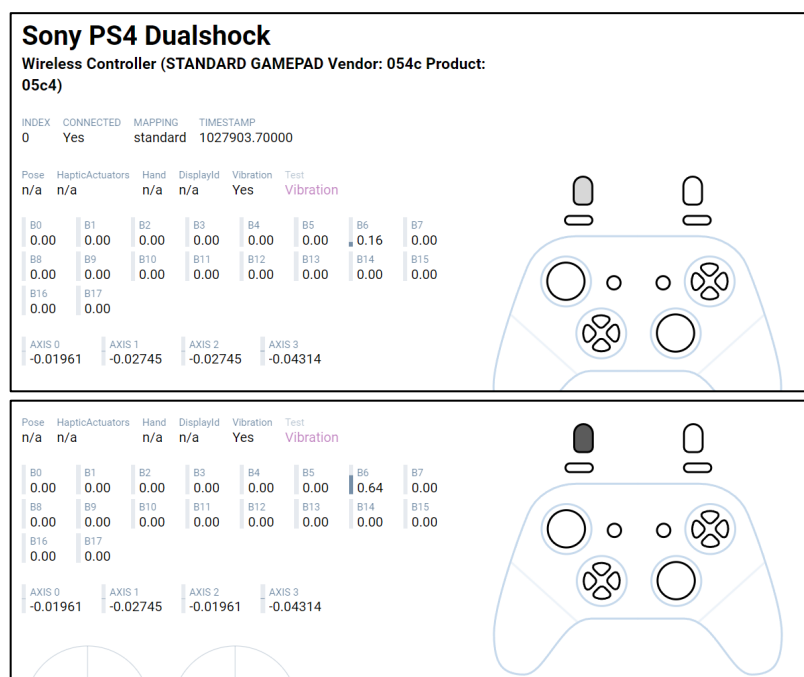 Sony PS4 Dualshock
Wireless Controller (STANDARD GAMEPAD Vendor: 054c Product:
05c4)
INDEX CONNECTED MAPPING TIMESTAMP
0 Yes standard 1027903.70000
Pose HapticActuators Hand DisplayId Vibration Test
n/a n/a n/a n/a Yes Vibration
B0 B1 B2 B3 B4 B5 B6 B7
0.00 0.00 0.00 0.00 0.00 0.00 0.16 0.00
B8 B9 B10 B11 B12 B13 B14 B15
0.00 0.00 0.00 0.00 0.00 0.00 0.00 0.00
B16 B17
0.00 0.00
AXIS 0 AXIS 1 AXIS 2 AXIS 3
-0.01961 -0.02745 -0.02745 -0.04314
Pose HapticActuators Hand DisplayId Vibration Test
n/a n/a n/a n/a Yes Vibration
B0 B1 B2 B3 B4 B5 B6 B7
0.00 0.00 0.00 0.00 0.00 0.00 0.64 0.00
B8 B9 B10 B11 B12 B13 B14 B15
0.00 0.00 0.00 0.00 0.00 0.00 0.00 0.00
B16 B17
0.00 0.00
AXIS 0 AXIS 1 AXIS 2 AXIS 3
-0.01961 -0.02745 -0.01961 -0.04314